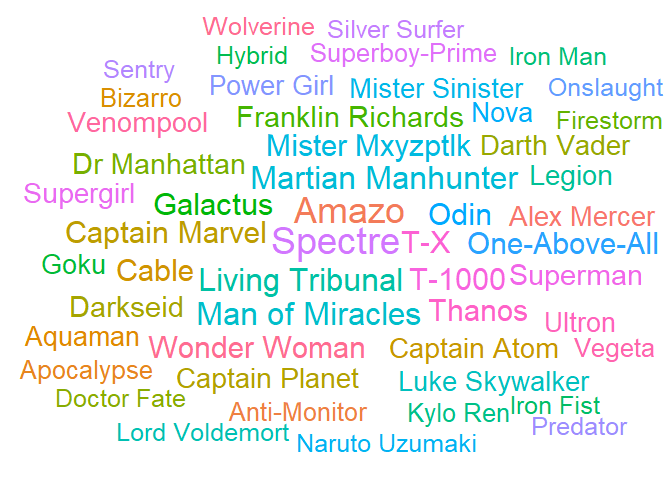 Wolverine Silver Surfer
Hybrid Superboy-Prime Iron Man
Sentry Power Girl Mister Sinister Onslaught
Bizarro
Venompool Franklin Richards Nova Firestorm
Mister Mxyzptlk Darth Vader
Dr Manhattan Martian Manhunter Legion
Supergirl Galactus Amazo Odin Alex Mercer
Captain Marvel Spectre T-X One-Above-All
Goku Cable Living Tribunal T-1000 Superman
Darkseid Man of Miracles Thanos Ultron
Aquaman Wonder Woman Captain Atom Vegeta
Apocalypse Captain Planet Luke Skywalker
Doctor Fate Anti-Monitor Kylo Ren Iron Fist
Lord Voldemort Naruto Uzumaki Predator